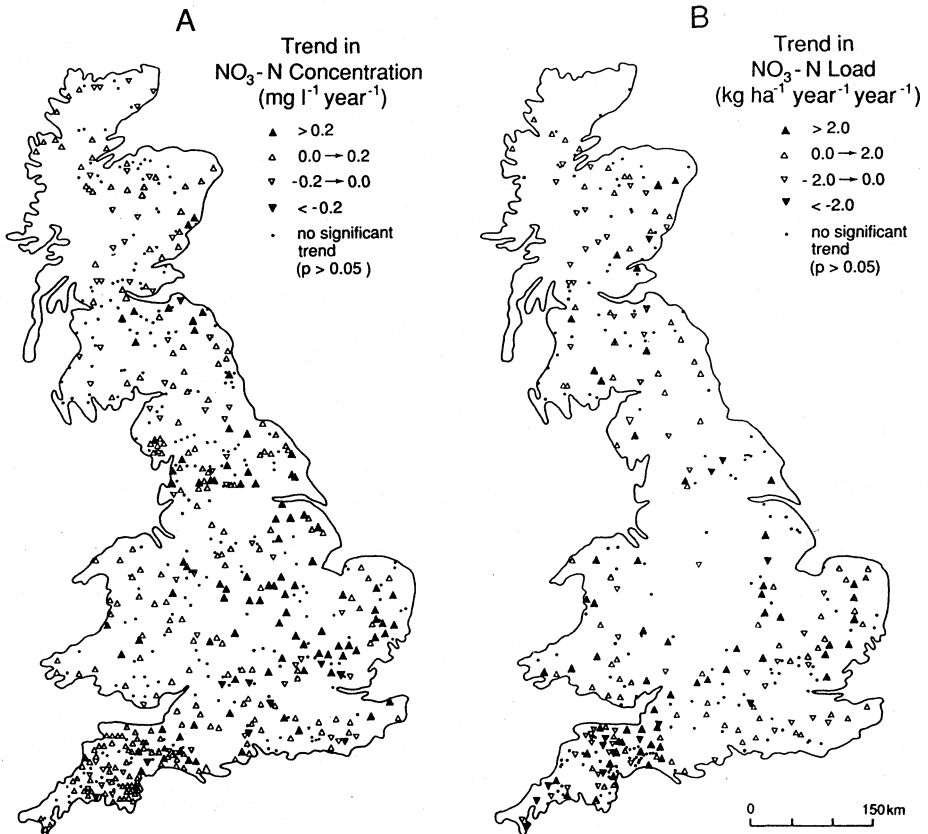 A
Trend in
NO₃ - N Concentration
(mg l⁻¹ year⁻¹)
> 0.2
0.0 → 0.2
-0.2 → 0.0
< -0.2
no significant
trend
(p > 0.05 )
B
Trend in
NO₃ - N Load
(kg ha⁻¹ year⁻¹ year⁻¹)
> 2.0
0.0 → 2.0
- 2.0 → 0.0
< -2.0
no significant
trend
(p > 0.05)
0 150 km